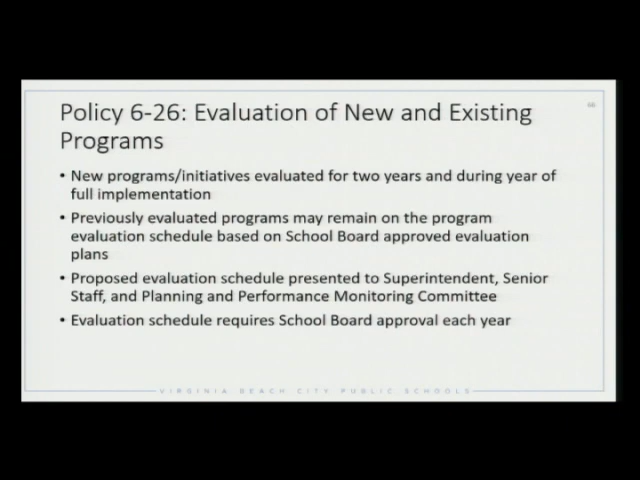 Policy 6-26: Evaluation of New and Existing
Programs
• New programs/initiatives evaluated for two years and during year of
full implementation
• Previously evaluated programs may remain on the program
evaluation schedule based on School Board approved evaluation
plans
• Proposed evaluation schedule presented to Superintendent, Senior
Staff, and Planning and Performance Monitoring Committee
• Evaluation schedule requires School Board approval each year
VIRGINIA BEACH CITY PUBLIC SCHOOLS